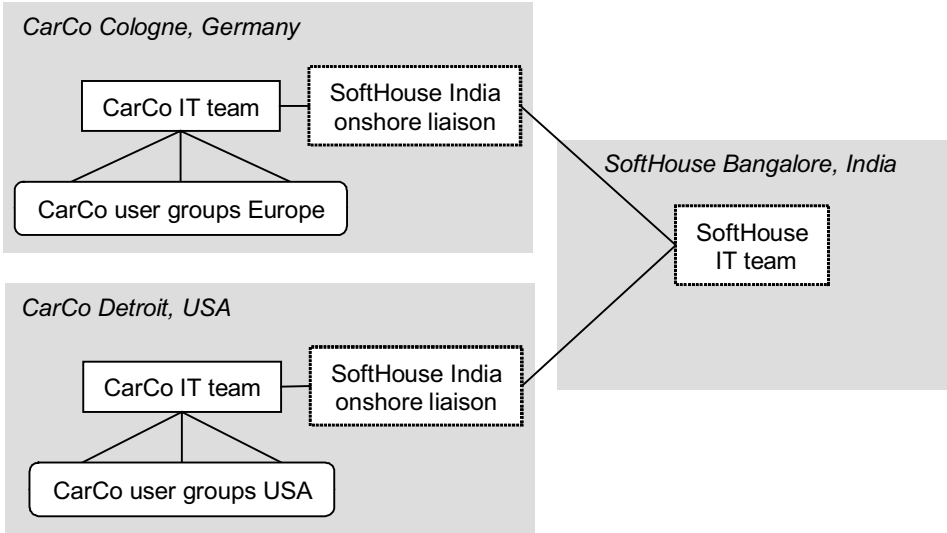 CarCo Cologne, Germany
CarCo IT team
SoftHouse India
onshore liaison
CarCo user groups Europe
SoftHouse Bangalore, India
SoftHouse
IT team
CarCo Detroit, USA
CarCo IT team
SoftHouse India
onshore liaison
CarCo user groups USA